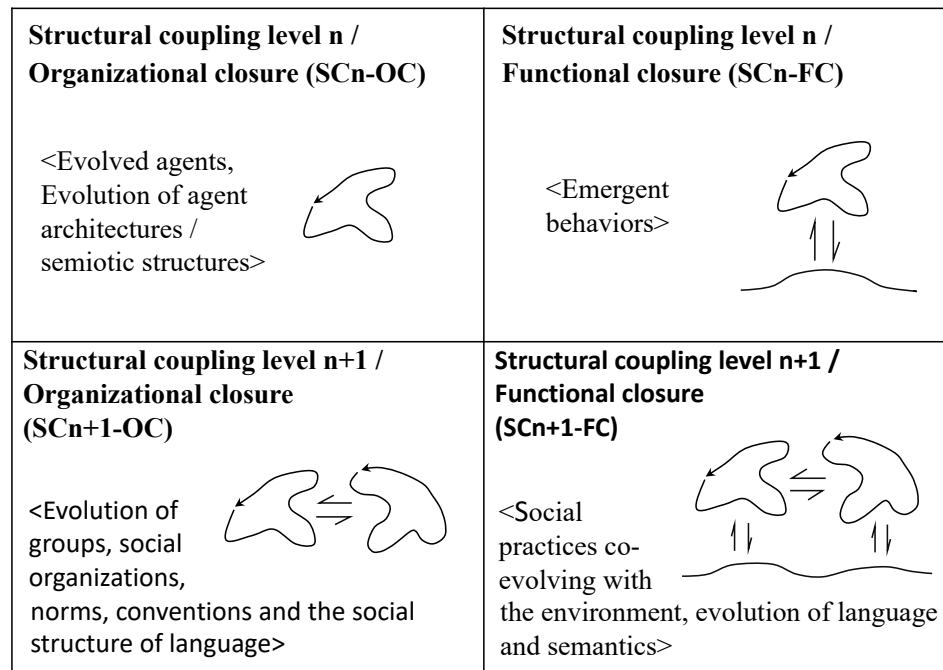 Structural coupling level n /
Organizational closure (SCn-OC)
<Evolved agents,
Evolution of agent
architectures /
semiotic structures>
Structural coupling level n /
Functional closure (SCn-FC)
<Emergent
behaviors>
Structural coupling level n+1 /
Organizational closure
(SCn+1-OC)
<Evolution of
groups, social
organizations,
norms, conventions and the social
structure of language>
Structural coupling level n+1 /
Functional closure
(SCn+1-FC)
<Social
practices co-
evolving with
the environment, evolution of language
and semantics>